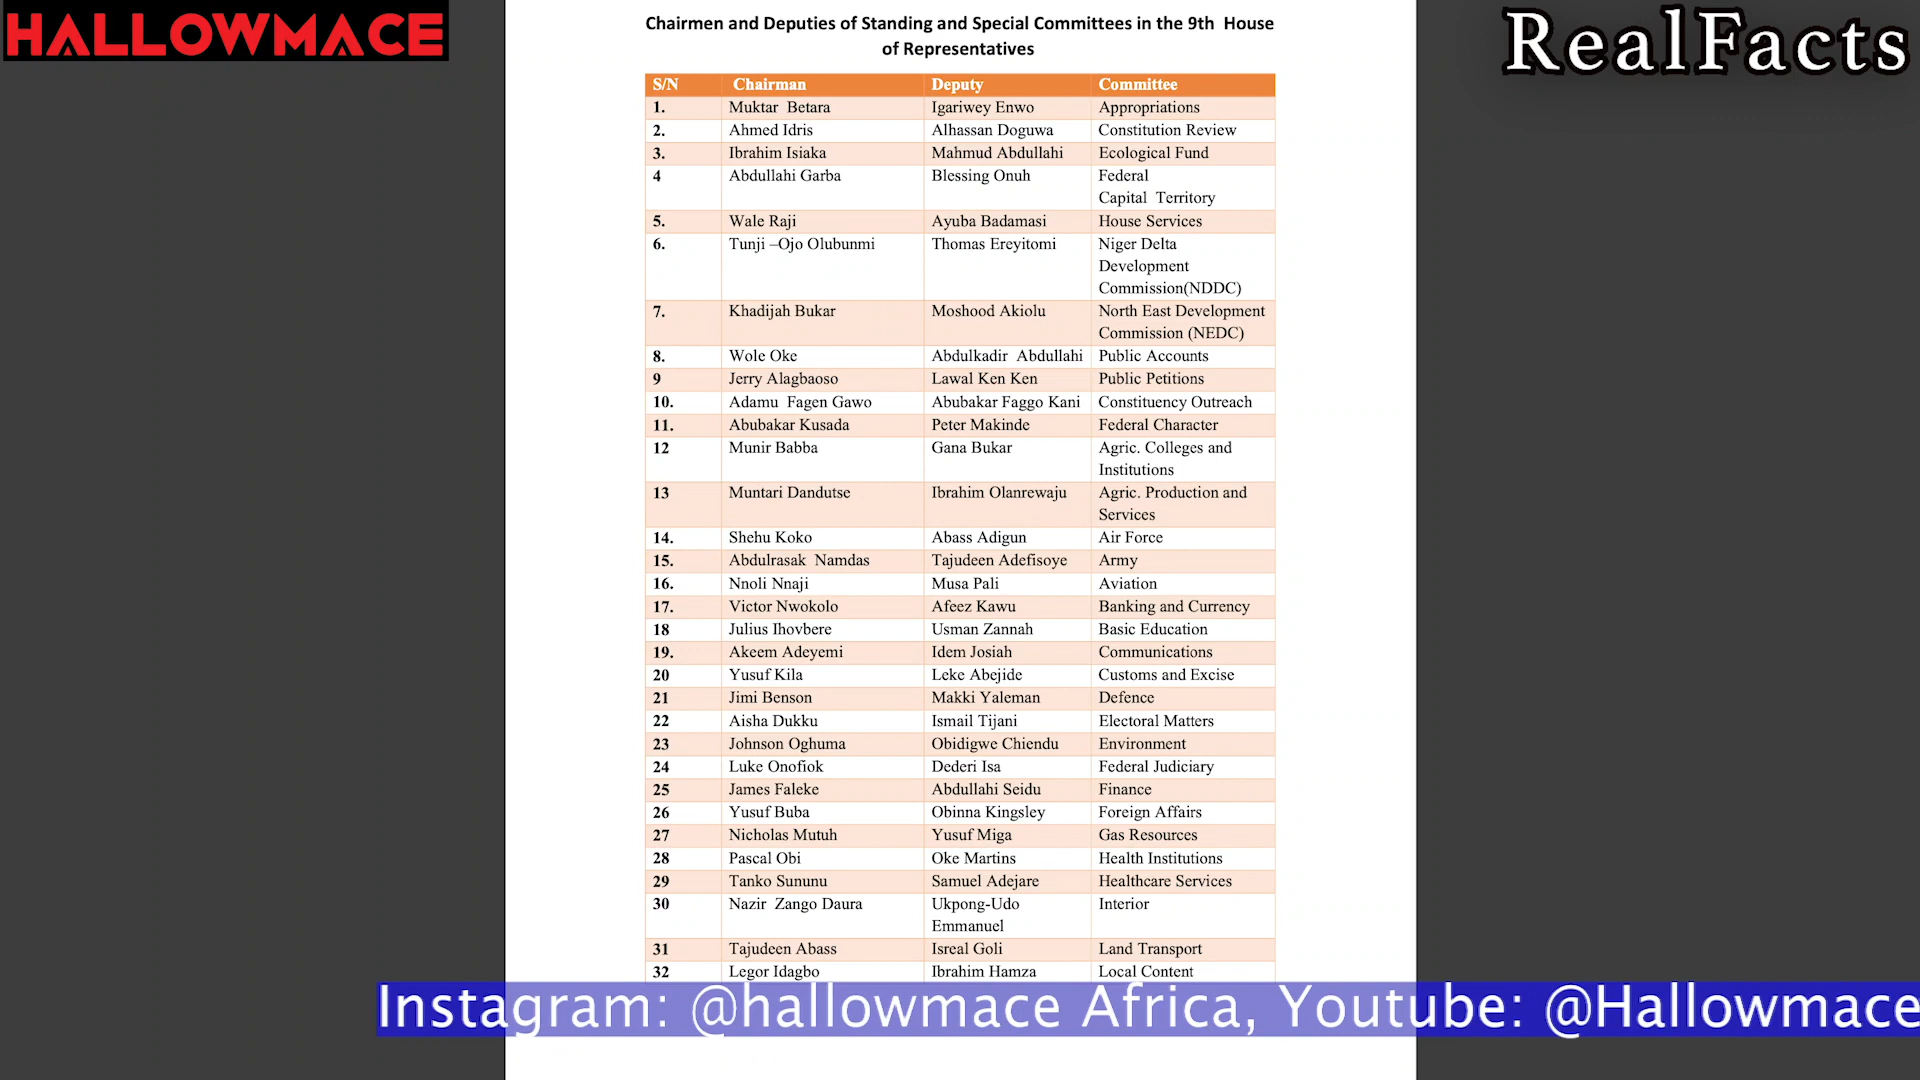 HALLOWMACE
RealFacts
Chairmen and Deputies of Standing and Special Committees in the 9th House
of Representatives
S/N Chairman Deputy Committee
1. Muktar Betara Igariwey Enwo Appropriations
2. Ahmed Idris Alhassan Doguwa Constitution Review
3. Ibrahim Isiaka Mahmud Abdullahi Ecological Fund
4 Abdullahi Garba Blessing Onuh Federal
Capital Territory
5. Wale Raji Ayuba Badamasi House Services
6. Tunji –Ojo Olubunmi Thomas Ereyitomi Niger Delta
Development
Commission(NDDC)
7. Khadijah Bukar Moshood Akiolu North East Development
Commission (NEDC)
8. Wole Oke Abdulkadir Abdullahi Public Accounts
9 Jerry Alagbaoso Lawal Ken Ken Public Petitions
10. Adamu Fagen Gawo Abubakar Faggo Kani Constituency Outreach
11. Abubakar Kusada Peter Makinde Federal Character
12 Munir Babba Gana Bukar Agric. Colleges and
Institutions
13 Muntari Dandutse Ibrahim Olanrewaju Agric. Production and
Services
14. Shehu Koko Abass Adigun Air Force
15. Abdulrasak Namdas Tajudeen Adefisoye Army
16. Nnoli Nnaji Musa Pali Aviation
17. Victor Nwokolo Afeez Kawu Banking and Currency
18 Julius Ihovbere Usman Zannah Basic Education
19. Akeem Adeyemi Idem Josiah Communications
20 Yusuf Kila Leke Abejide Customs and Excise
21 Jimi Benson Makki Yaleman Defence
22 Aisha Dukku Ismail Tijani Electoral Matters
23 Johnson Oghuma Obidigwe Chiendu Environment
24 Luke Onofiok Dederi Isa Federal Judiciary
25 James Faleke Abdullahi Seidu Finance
26 Yusuf Buba Obinna Kingsley Foreign Affairs
27 Nicholas Mutuh Yusuf Miga Gas Resources
28 Pascal Obi Oke Martins Health Institutions
29 Tanko Sununu Samuel Adejare Healthcare Services
30 Nazir Zango Daura Ukpong-Udo Interior
Emmanuel
31 Tajudeen Abass Isreal Goli Land Transport
32 Legor Idagbo Ibrahim Hamza Local Content
Instagram: @hallowmace Africa, Youtube: @Hallowmace